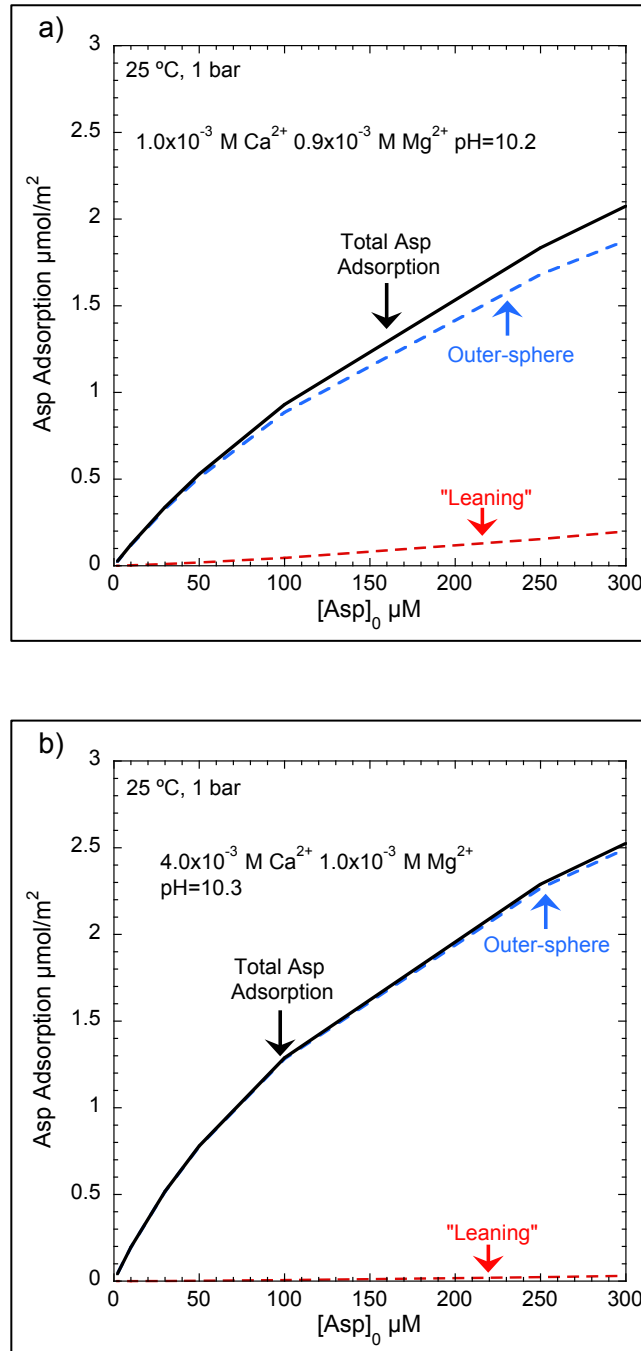 a)
3
25 ºC, 1 bar
2.5
1.0x10⁻³ M Ca²⁺ 0.9x10⁻³ M Mg²⁺ pH=10.2
2
Total Asp
Adsorption
1.5
Outer-sphere
1
0.5
"Leaning"
0
0 50 100 150 200 250 300
Asp Adsorption µmol/m²
[Asp]₀ µM
b)
3
25 ºC, 1 bar
2.5
4.0x10⁻³ M Ca²⁺ 1.0x10⁻³ M Mg²⁺
pH=10.3
2
Outer-sphere
Total Asp
Adsorption
1.5
1
0.5
"Leaning"
0
0 50 100 150 200 250 300
Asp Adsorption µmol/m²
[Asp]₀ µM